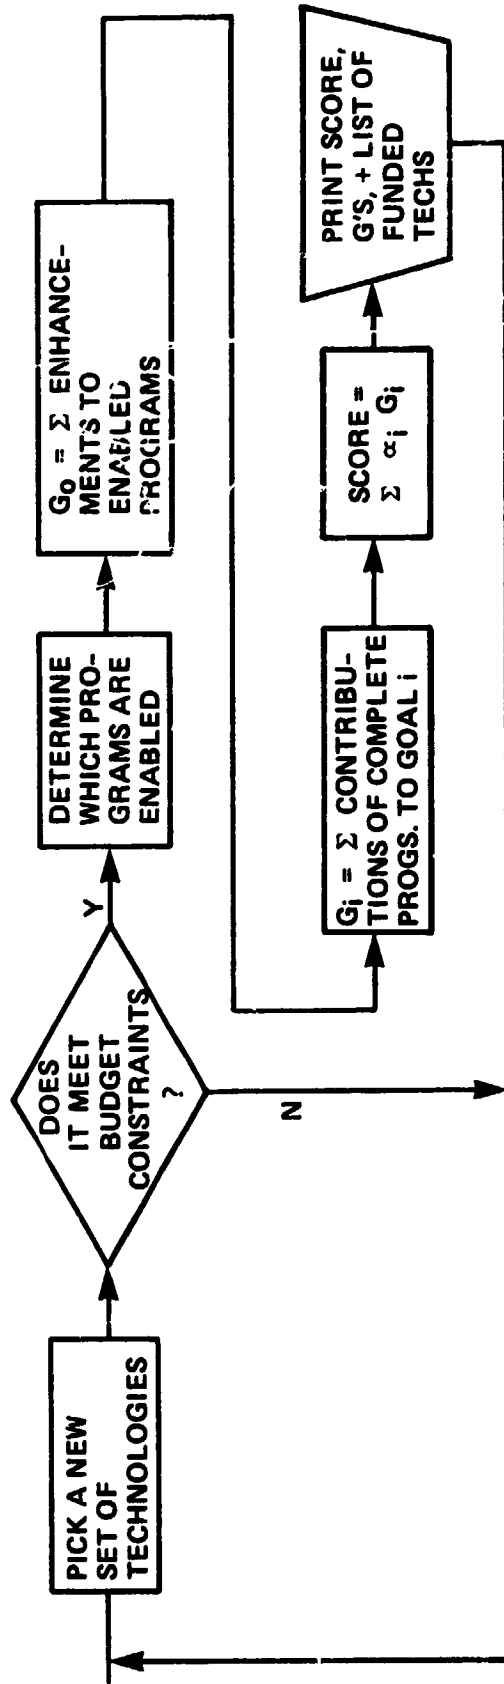 PICK A NEW
SET OF
TECHNOLOGIES
DOES
IT MEET
BUDGET
CONSTRAINTS
?
Y
N
DETERMINE
WHICH PRO-
GRAMS ARE
ENABLED
G₀ = Σ ENHANCE-
MENTS TO
ENABLED
PROGRAMS
Gᵢ = Σ CONTRIBU-
TIONS OF COMPLETE
PROGS. TO GOAL i
SCORE =
Σ ∝ᵢ Gᵢ
PRINT SCORE,
G'S, + LIST OF
FUNDED
TECHS